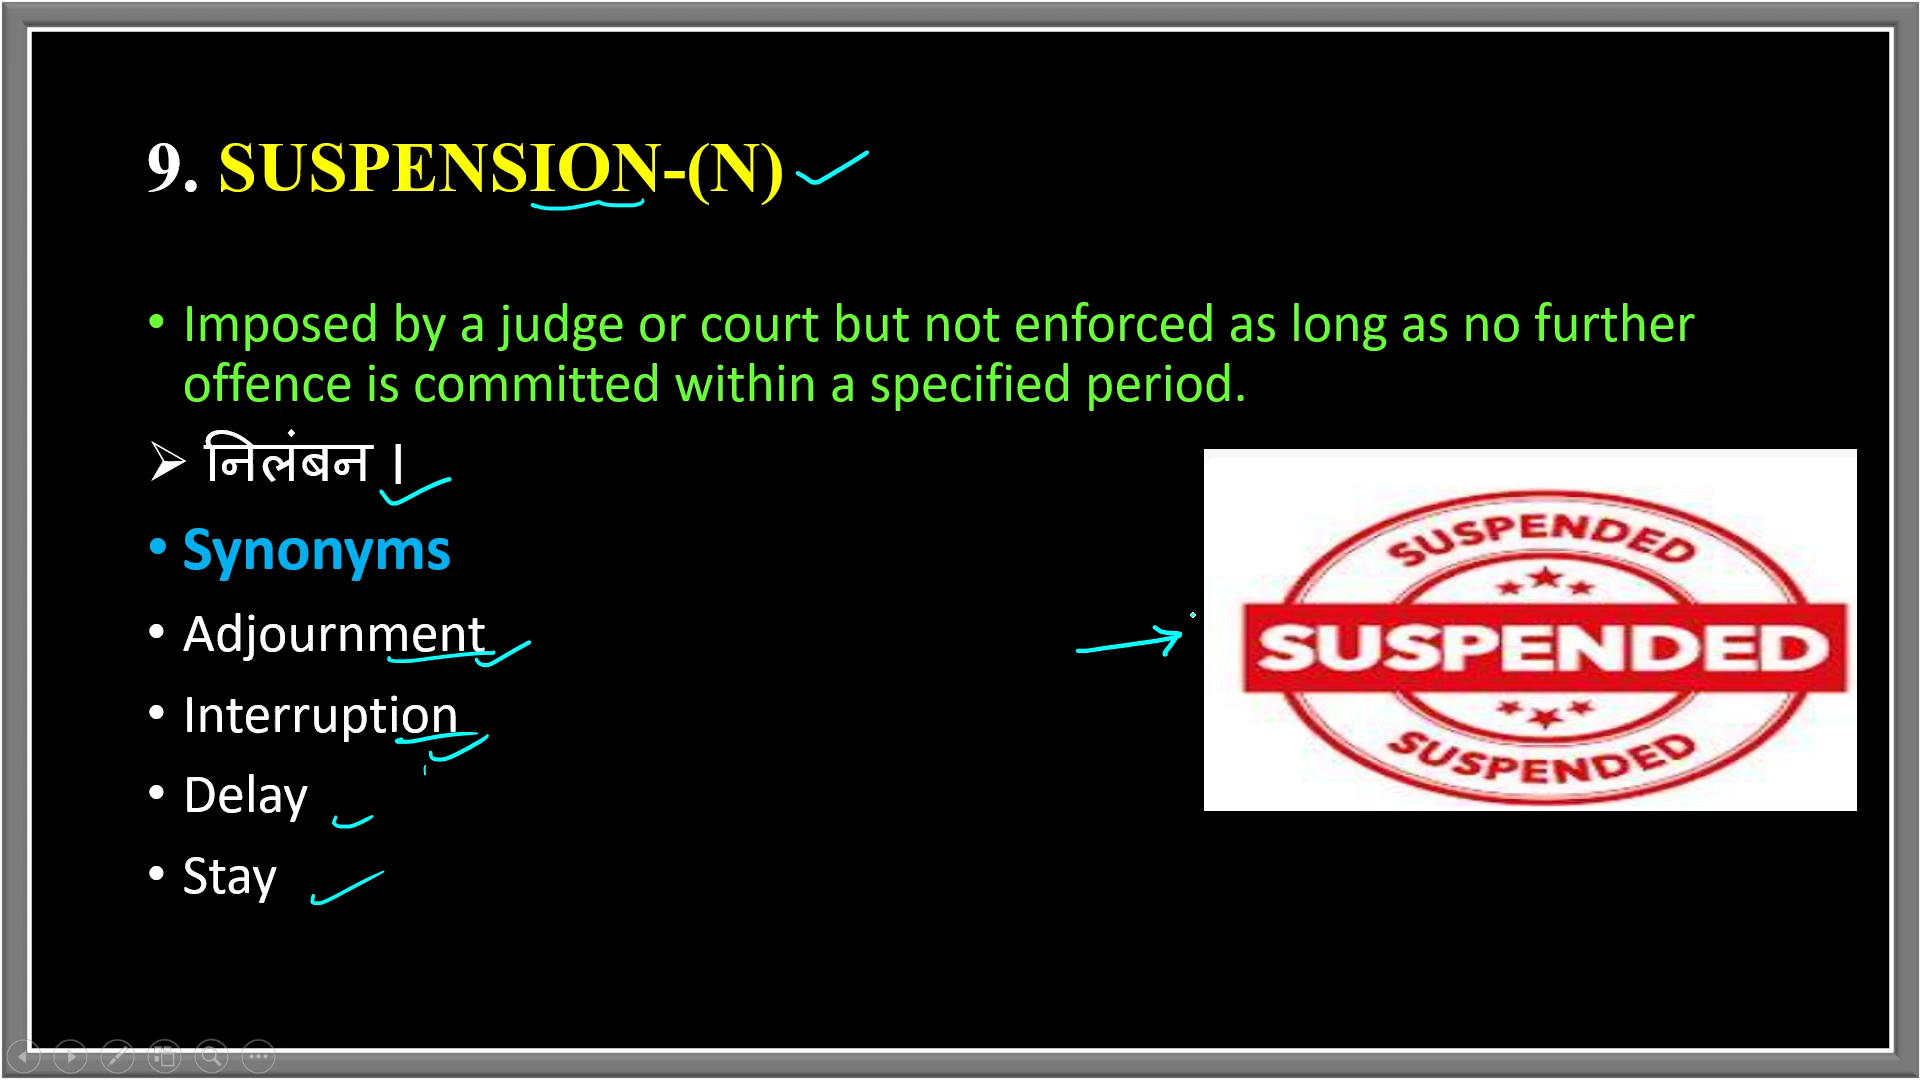 9. SUSPENSION-(N)
• Imposed by a judge or court but not enforced as long as no further
offence is committed within a specified period.
➢ निलंबन |
• Synonyms
• Adjournment
• Interruption
• Delay
• Stay
SUSPENDED
SUSPENDED
SUSPENDED